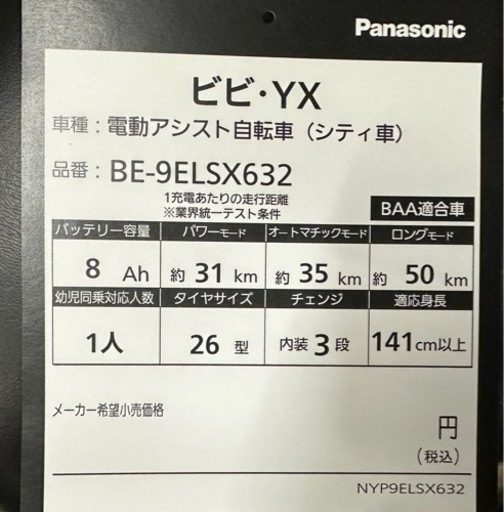 Panasonic
ビビ・YX
車種：電動アシスト自転車（シティ車）
品番：BE-9ELSX632
1充電あたりの走行距離
※業界統一テスト条件
BAA適合車
バッテリー容量 パワーモード オートマチックモード ロングモード
8 Ah 約 31 km 約 35 km 約 50 km
幼児同乗対応人数 タイヤサイズ チェンジ 適応身長
1人 26 型 内装 3 段 141cm以上
メーカー希望小売価格
円
（税込）
NYP9ELSX632